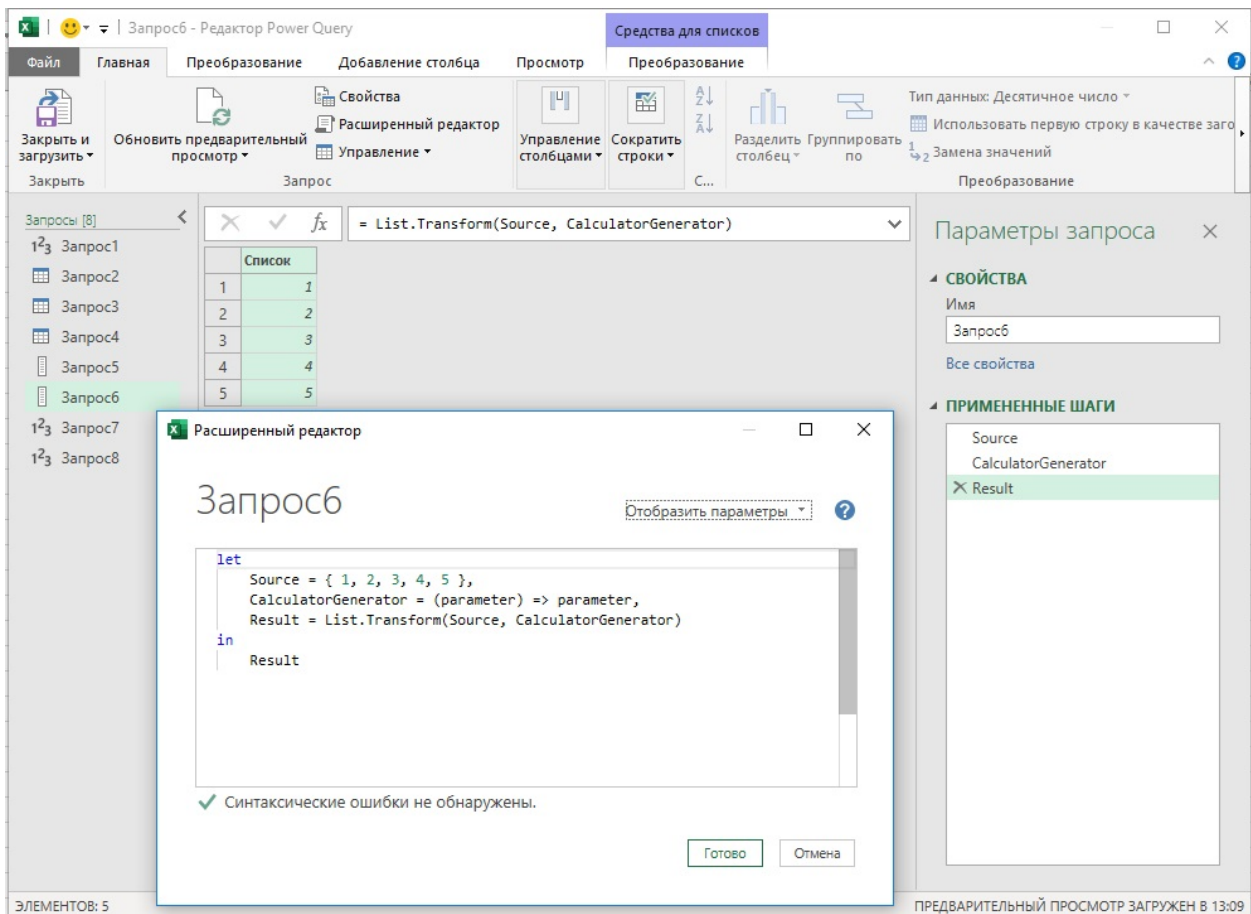 Запрос6 - Редактор Power Query
Средства для списков
Файл
Главная
Преобразование
Добавление столбца
Просмотр
Преобразование
Закрыть и
загрузить
Закрыть
Обновить предварительный
просмотр
Свойства
Расширенный редактор
Управление
Запрос
Управление
столбцами
Сократить
строки
С...
Разделить
столбец
Группировать
по
Тип данных: Десятичное число
Использовать первую строку в качестве заго
Замена значений
Преобразование
Запросы [8]
Запрос1
Запрос2
Запрос3
Запрос4
Запрос5
Запрос6
Запрос7
Запрос8
fx
= List.Transform(Source, CalculatorGenerator)
Список
1 1
2 2
3 3
4 4
5 5
Параметры запроса
СВОЙСТВА
Имя
Запрос6
Все свойства
ПРИМЕНЕННЫЕ ШАГИ
Source
CalculatorGenerator
Result
Расширенный редактор
Запрос6
Отобразить параметры
let
Source = { 1, 2, 3, 4, 5 },
CalculatorGenerator = (parameter) => parameter,
Result = List.Transform(Source, CalculatorGenerator)
in
Result
Синтаксические ошибки не обнаружены.
Готово
Отмена
ЭЛЕМЕНТОВ: 5
ПРЕДВАРИТЕЛЬНЫЙ ПРОСМОТР ЗАГРУЖЕН В 13:09